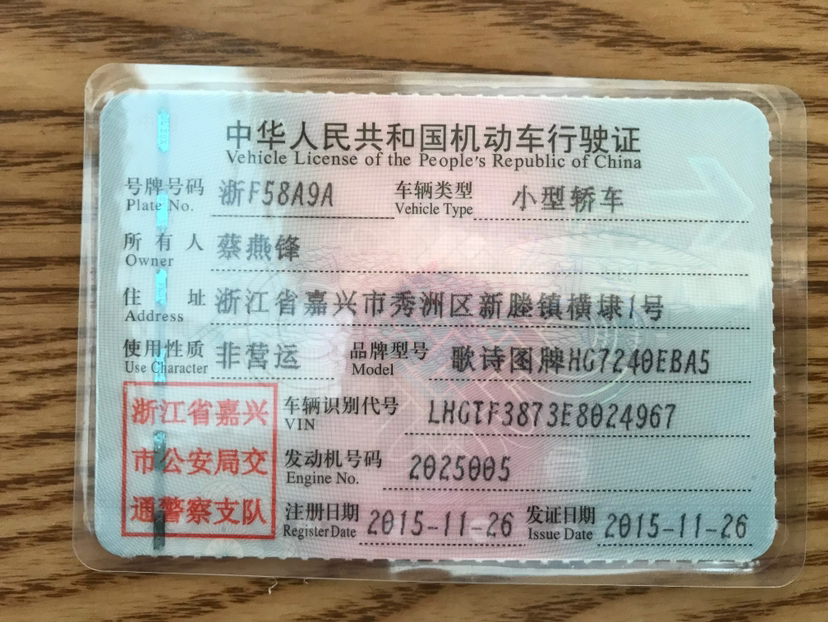 中华人民共和国机动车行驶证
Vehicle License of the People's Republic of China
号牌号码 浙F58A9A 车辆类型 小型轿车
Plate No. Vehicle Type
所有人 蔡燕锋
Owner
住址 浙江省嘉兴市秀洲区新塍镇横埭1号
Address
使用性质 非营运 品牌型号 歌诗图牌HG7240EBA5
Use Character Model
浙江省嘉兴 车辆识别代号 LHGTF3873E8024967
VIN
市公安局交 发动机号码 2025005
Engine No.
通警察支队 注册日期 2015-11-26 发证日期 2015-11-26
Register Date Issue Date